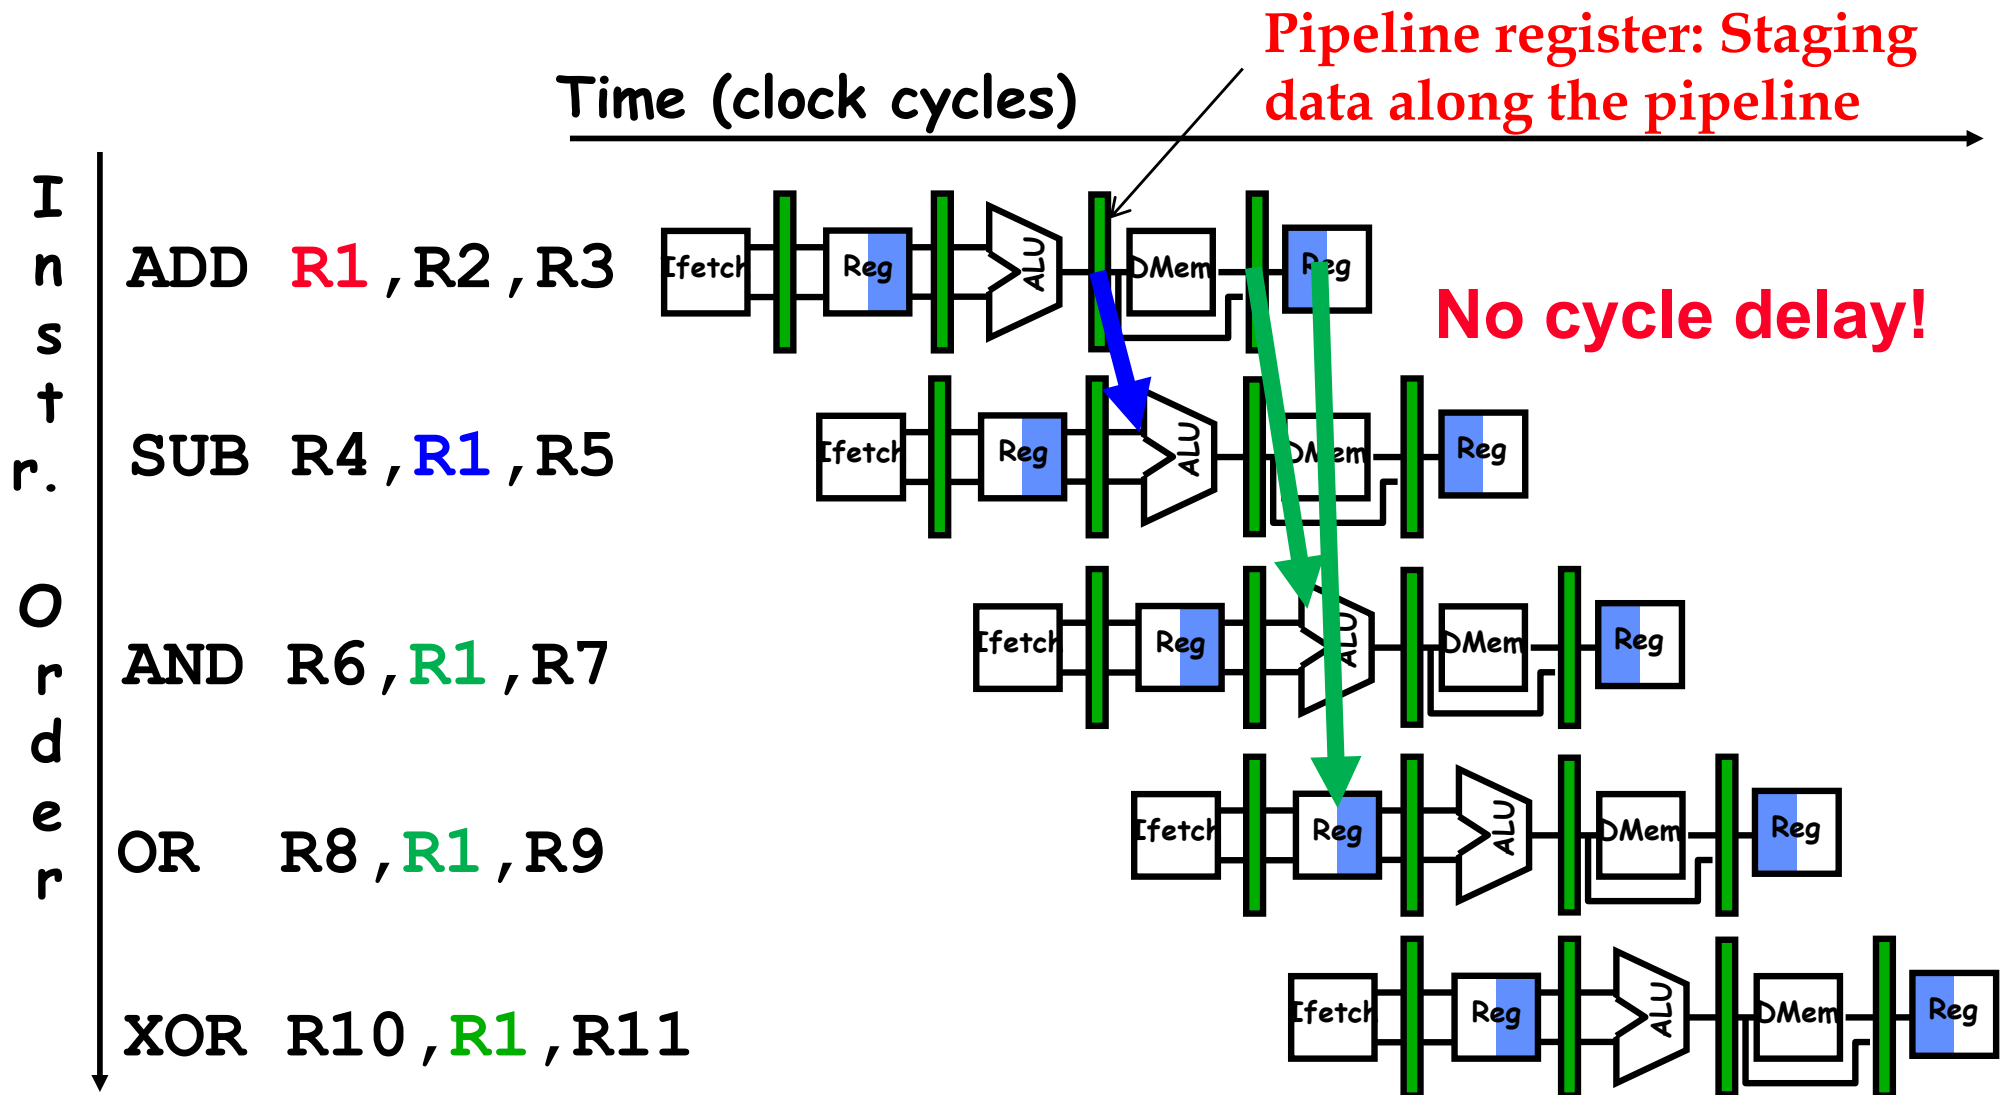 Pipeline register: Staging
data along the pipeline
Time (clock cycles)
Instr. Order
ADD R1,R2,R3
Ifetch Reg ALU DMem Reg
No cycle delay!
SUB R4,R1,R5
Ifetch Reg ALU DMem Reg
AND R6,R1,R7
Ifetch Reg ALU DMem Reg
OR R8,R1,R9
Ifetch Reg ALU DMem Reg
XOR R10,R1,R11
Ifetch Reg ALU DMem Reg